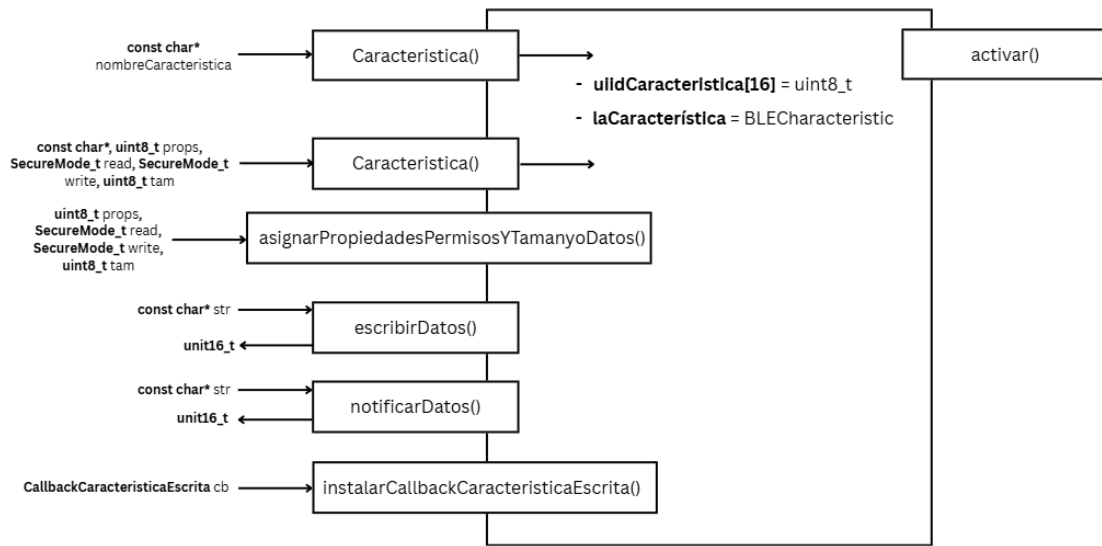 const char*
nombreCaracteristica
Caracteristica()
activar()
- uiidCaracteristica[16] = uint8_t
- laCaracterística = BLECharacteristic
const char*, uint8_t props,
SecureMode_t read, SecureMode_t
write, uint8_t tam
Caracteristica()
uint8_t props,
SecureMode_t read,
SecureMode_t write,
uint8_t tam
asignarPropiedadesPermisosYTamanyoDatos()
const char* str
unit16_t
escribirDatos()
const char* str
unit16_t
notificarDatos()
CallbackCaracteristicaEscrita cb
instalarCallbackCaracteristicaEscrita()